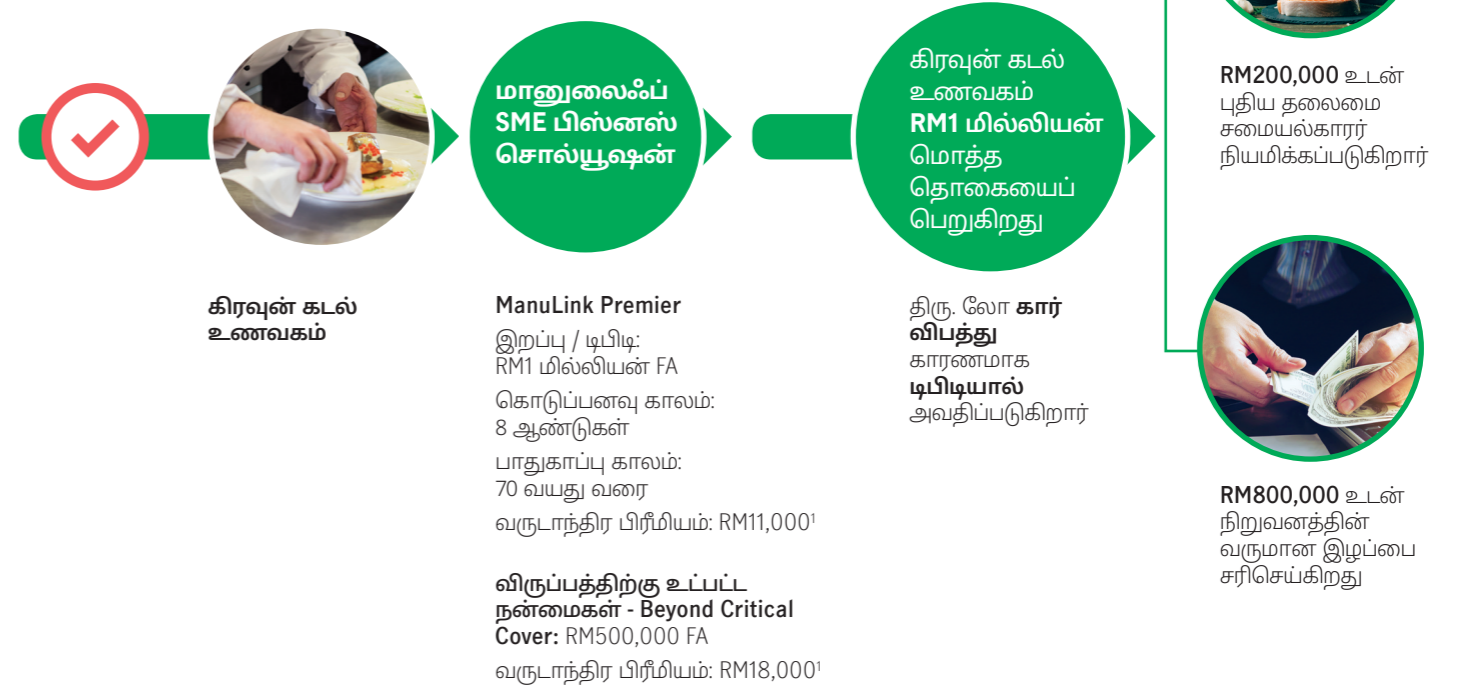 மானுலைஃப்
SME பிஸ்னஸ்
சொல்யூஷன்
கிரவுன் கடல்
உணவகம்
RM1 மில்லியன்
மொத்த
தொகையைப்
பெறுகிறது
RM200,000 உடன்
புதிய தலைமை
சமையல்காரர்
நியமிக்கப்படுகிறார்
கிரவுன் கடல்
உணவகம்
ManuLink Premier
இறப்பு / டிபிடி:
RM1 மில்லியன் FA
கொடுப்பனவு காலம்:
8 ஆண்டுகள்
பாதுகாப்பு காலம்:
70 வயது வரை
வருடாந்திர பிரீமியம்: RM11,000¹
விருப்பத்திற்கு உட்பட்ட
நன்மைகள் - Beyond Critical
Cover: RM500,000 FA
வருடாந்திர பிரீமியம்: RM18,000¹
திரு. லோ கார்
விபத்து
காரணமாக
டிபிடியால்
அவதிப்படுகிறார்
RM800,000 உடன்
நிறுவனத்தின்
வருமான இழப்பை
சரிசெய்கிறது